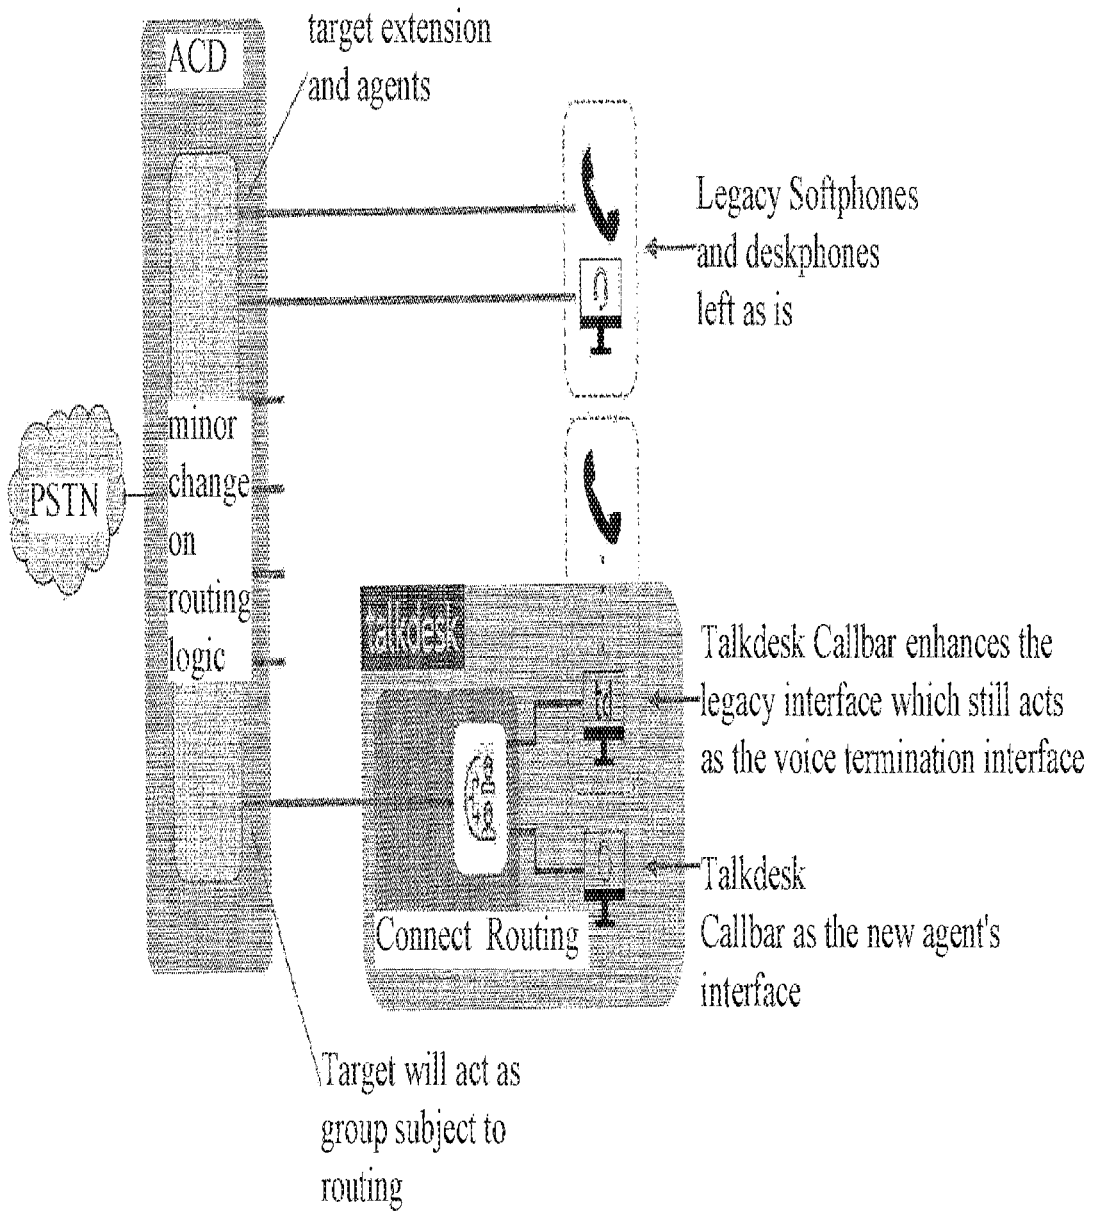 target extension
and agents
ACD
Legacy Softphones
and deskphones
left as is
minor
change
on
routing
logic
PSTN
talkdesk
td
Talkdesk Callbar enhances the
legacy interface which still acts
as the voice termination interface
Talkdesk
Callbar as the new agent's
interface
Connect Routing
Target will act as
group subject to
routing